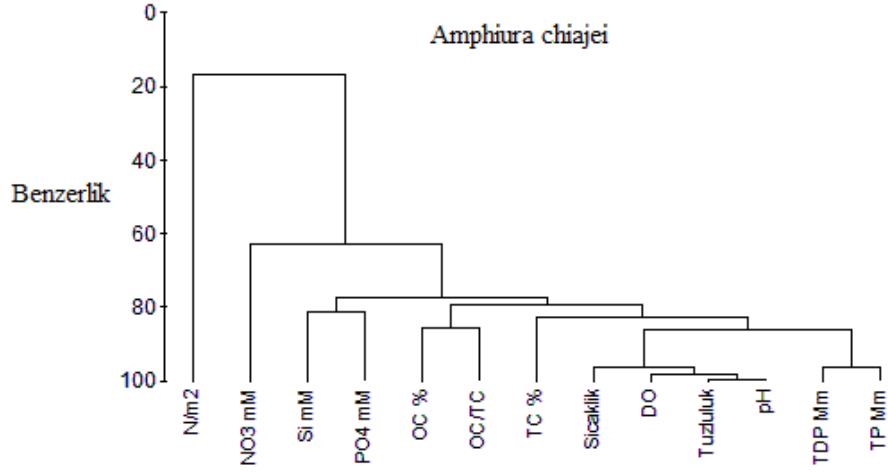 Amphiura chiajei
Benzerlik
0
20
40
60
80
100
N/m2
NO3 mM
Si mM
PO4 mM
OC %
OC/TC
TC %
Sicaklik
DO
Tuzluluk
pH
TDP Mm
TP Mm